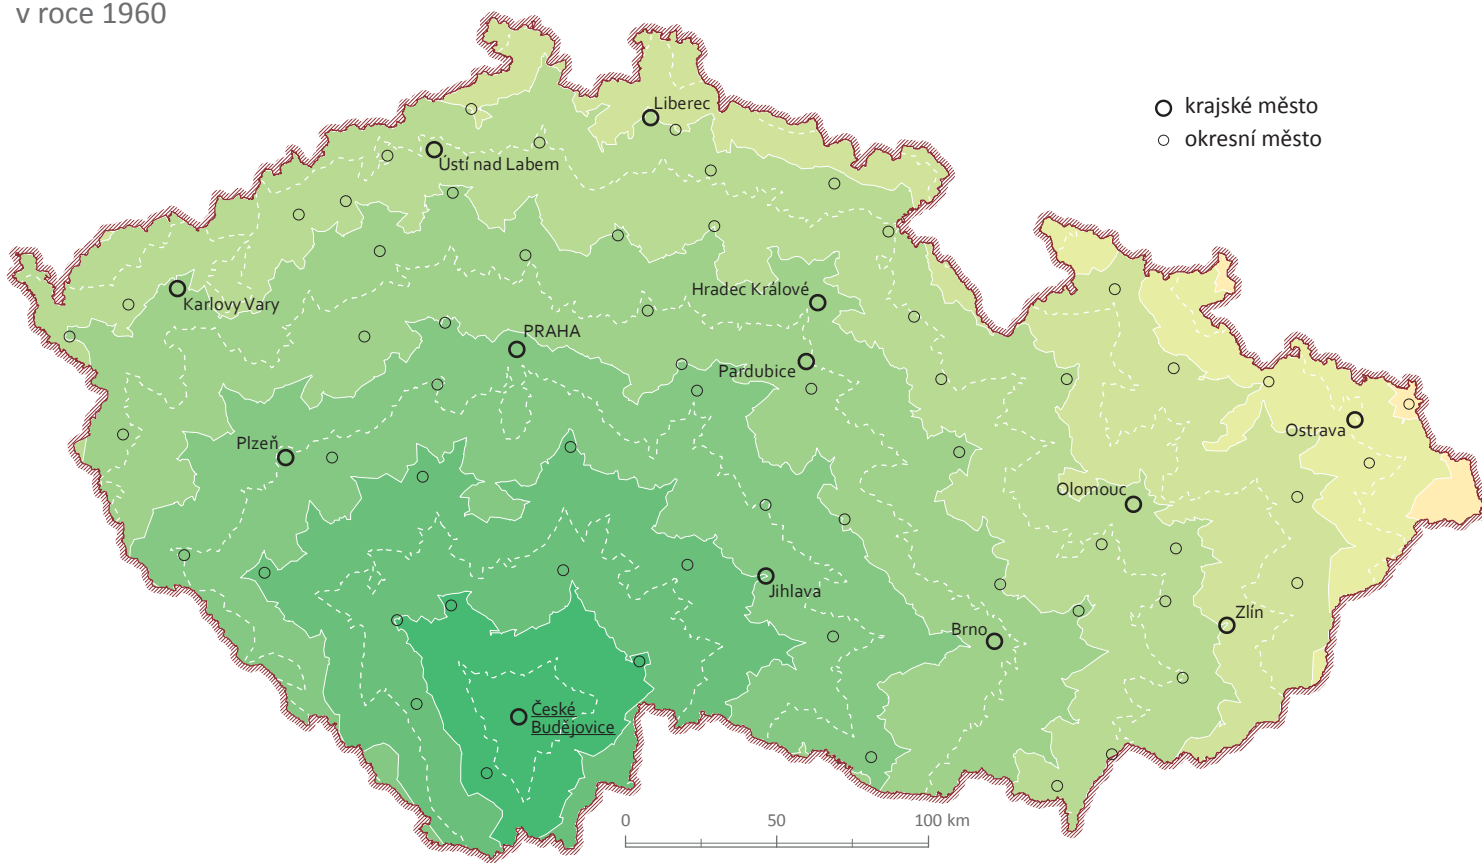 v roce 1960
krajské město
okresní město
Liberec
Ústí nad Labem
Karlovy Vary
Hradec Králové
PRAHA
Pardubice
Plzeň
Ostrava
Olomouc
Jihlava
Zlín
Brno
České
Budějovice
0 50 100 km